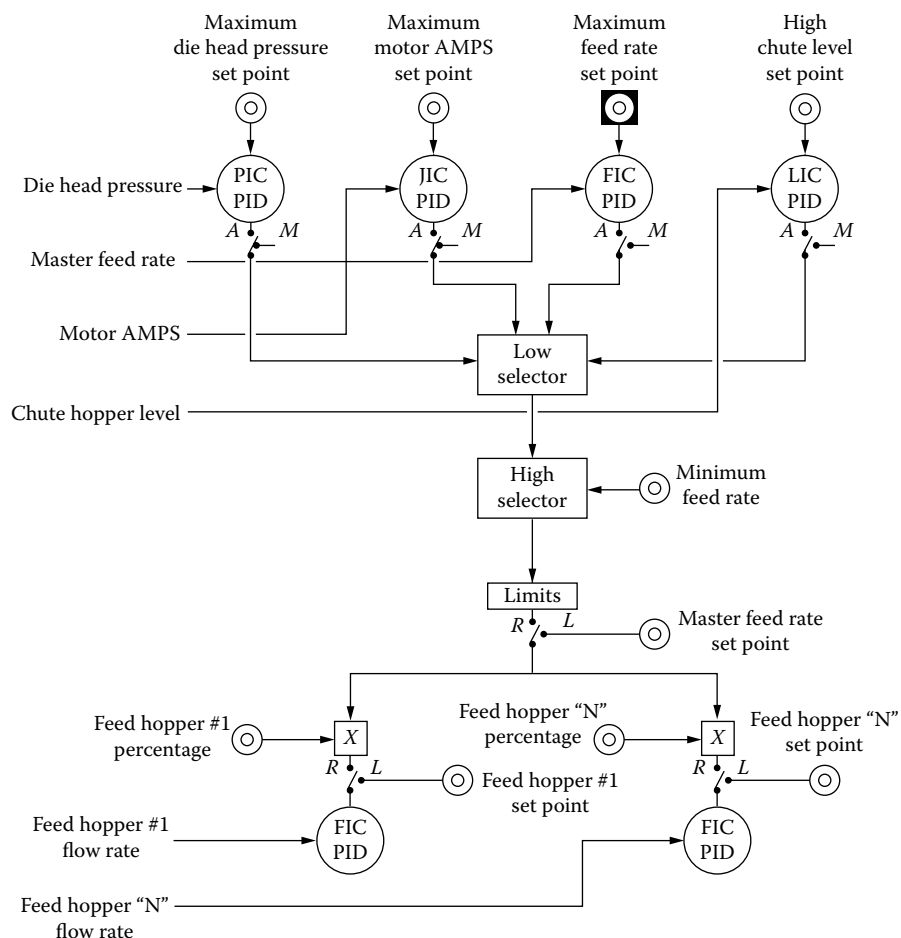 Maximum
die head pressure
set point
Maximum
motor AMPS
set point
Maximum
feed rate
set point
High
chute level
set point
PIC
PID
JIC
PID
FIC
PID
LIC
PID
Die head pressure
A
M
A
M
A
M
A
M
Master feed rate
Motor AMPS
Low
selector
Chute hopper level
High
selector
Minimum
feed rate
Limits
R
L
Master feed rate
set point
Feed hopper #1
percentage
X
Feed hopper “N”
percentage
X
Feed hopper “N”
set point
R
L
Feed hopper #1
set point
R
L
Feed hopper #1
flow rate
FIC
PID
FIC
PID
Feed hopper “N”
flow rate